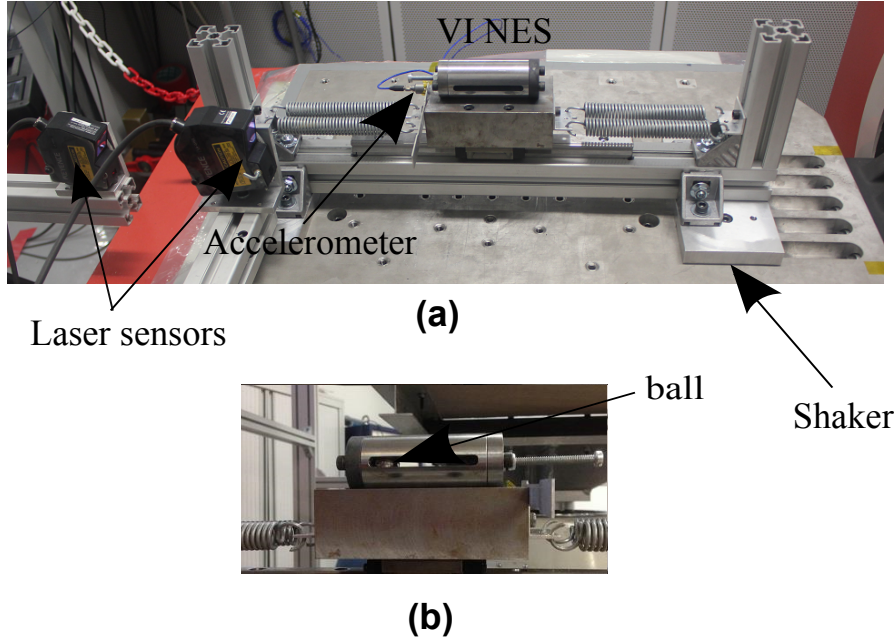 VI NES
Accelerometer
Laser sensors
(a)
ball
Shaker
(b)